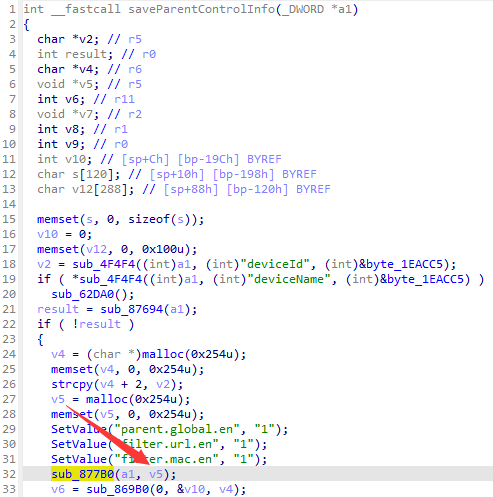 1 int __fastcall saveParentControlInfo(_DWORD *a1)
2 {
3 char *v2; // r5
4 int result; // r0
5 char *v4; // r6
6 void *v5; // r5
7 int v6; // r11
8 void *v7; // r2
9 int v8; // r1
10 int v9; // r0
11 int v10; // [sp+Ch] [bp-19Ch] BYREF
12 char s[120]; // [sp+10h] [bp-198h] BYREF
13 char v12[288]; // [sp+88h] [bp-120h] BYREF
14
15 memset(s, 0, sizeof(s));
16 v10 = 0;
17 memset(v12, 0, 0x100u);
18 v2 = sub_4F4F4((int)a1, (int)"deviceId", (int)&byte_1EACC5);
19 if ( *sub_4F4F4((int)a1, (int)"deviceName", (int)&byte_1EACC5) )
20 sub_62DA0();
21 result = sub_87694(a1);
22 if ( !result )
23 {
24 v4 = (char *)malloc(0x254u);
25 memset(v4, 0, 0x254u);
26 strcpy(v4 + 2, v2);
27 v5 = malloc(0x254u);
28 memset(v5, 0, 0x254u);
29 SetValue("parent.global.en", "1");
30 SetValue("filter.url.en", "1");
31 SetValue("filter.mac.en", "1");
32 sub_877B0(a1, v5);
33 v6 = sub_869B0(0, &v10, v4);